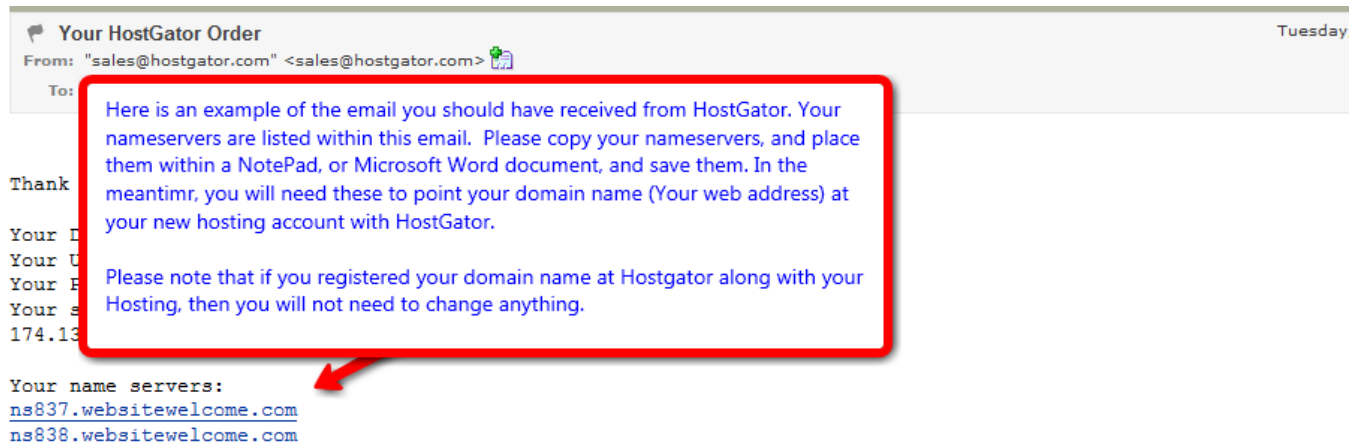 Your HostGator Order
Tuesday
From: "sales@hostgator.com" <sales@hostgator.com>
To:
Here is an example of the email you should have received from HostGator. Your
nameservers are listed within this email. Please copy your nameservers, and place
them within a NotePad, or Microsoft Word document, and save them. In the
meantimr, you will need these to point your domain name (Your web address) at
your new hosting account with HostGator.
Please note that if you registered your domain name at Hostgator along with your
Hosting, then you will not need to change anything.
Thank
Your
Your
Your
Your
174.13
Your name servers:
ns837.websitewelcome.com
ns838.websitewelcome.com